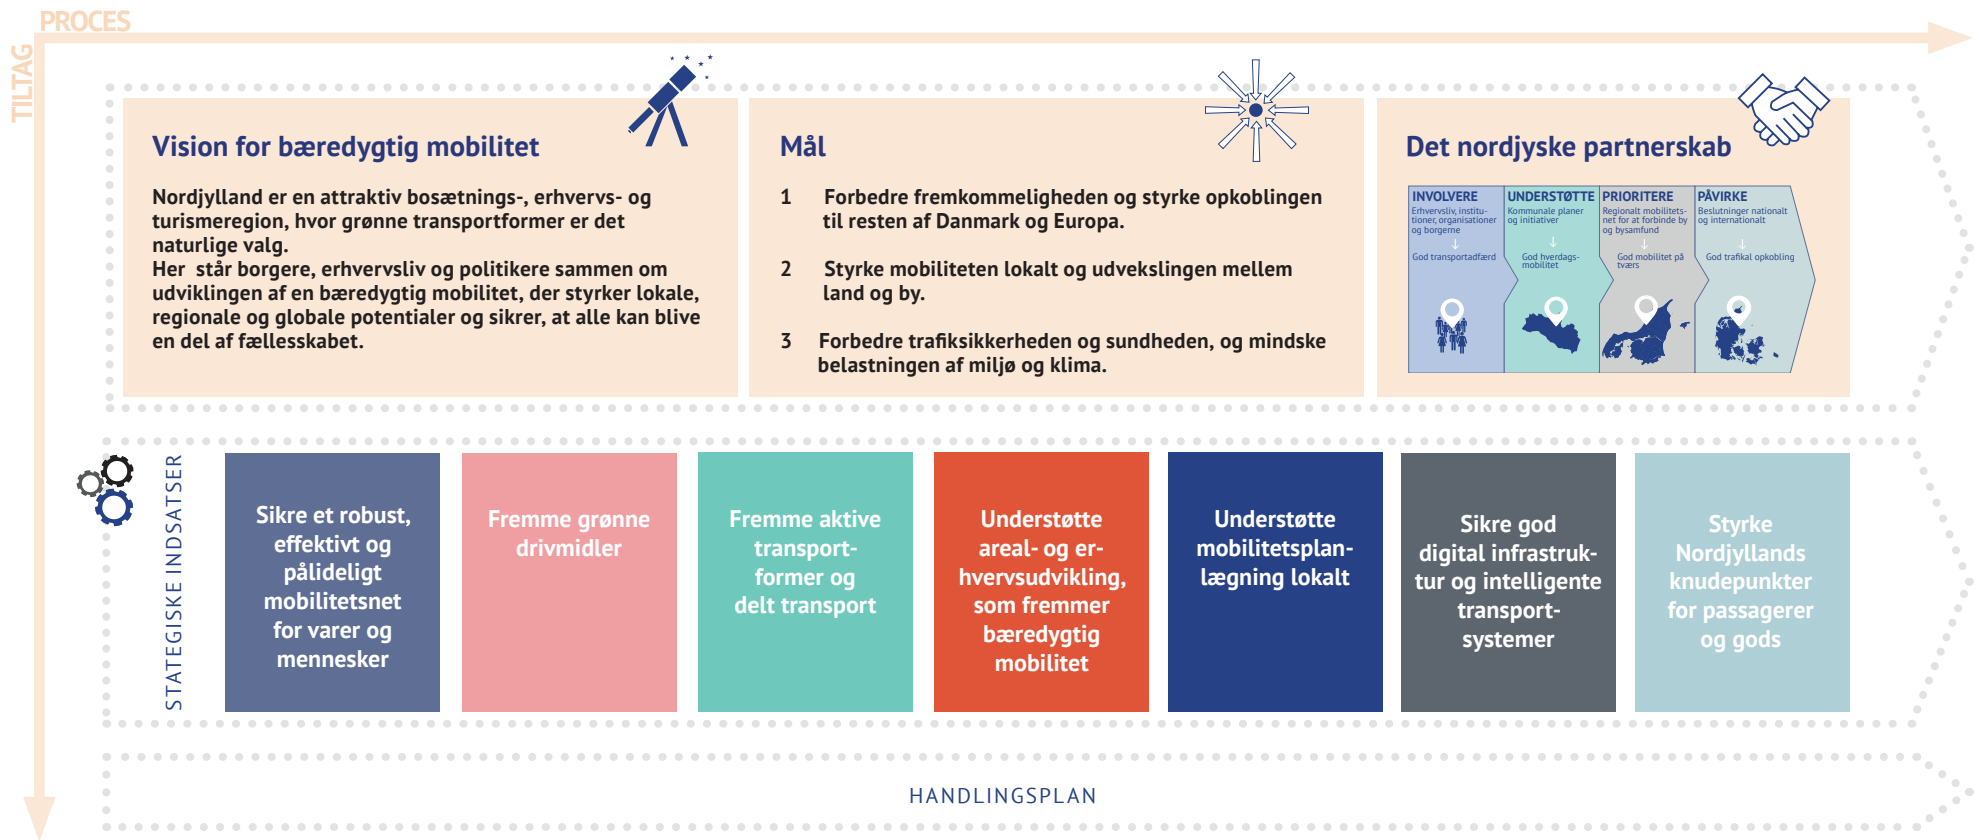 PROCES
TILTAG
Vision for bæredygtig mobilitet
Nordjylland er en attraktiv bosætnings-, erhvervs- og
turismeregion, hvor grønne transportformer er det
naturlige valg.
Her står borgere, erhvervsliv og politikere sammen om
udviklingen af en bæredygtig mobilitet, der styrker lokale,
regionale og globale potentialer og sikrer, at alle kan blive
en del af fællesskabet.
Mål
1 Forbedre fremkommeligheden og styrke opkoblingen
til resten af Danmark og Europa.
2 Styrke mobiliteten lokalt og udvekslingen mellem
land og by.
3 Forbedre trafiksikkerheden og sundheden, og mindske
belastningen af miljø og klima.
Det nordjyske partnerskab
INVOLVERE
Erhvervsliv, institu-
tioner, organisationer
og borgerne
↓
God transportadfærd
UNDERSTØTTE
Kommunale planer
og initiativer
↓
God hverdags-
mobilitet
PRIORITERE
Regionalt mobilitets-
net for at forbinde by
og bysamfund
↓
God mobilitet på
tværs
PÅVIRKE
Beslutninger nationalt
og internationalt
↓
God trafikal opkobling
STATEGISKE INDSATSER
Sikre et robust,
effektivt og
pålideligt
mobilitetsnet
for varer og
mennesker
Fremme grønne
drivmidler
Fremme aktive
transport-
former og
delt transport
Understøtte
areal- og er-
hvervsudvikling,
som fremmer
bæredygtig
mobilitet
Understøtte
mobilitetsplan-
lægning lokalt
Sikre god
digital infrastruk-
tur og intelligente
transport-
systemer
Styrke
Nordjyllands
knudepunkter
for passagerer
og gods
HANDLINGSPLAN